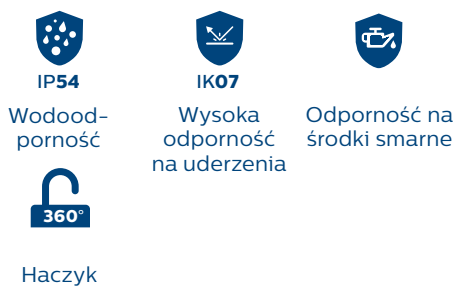 IP54
Wodood-
porność
IK07
Wysoka
odporność
na uderzenia
Odporność na
środki smarne
360°
Haczyk